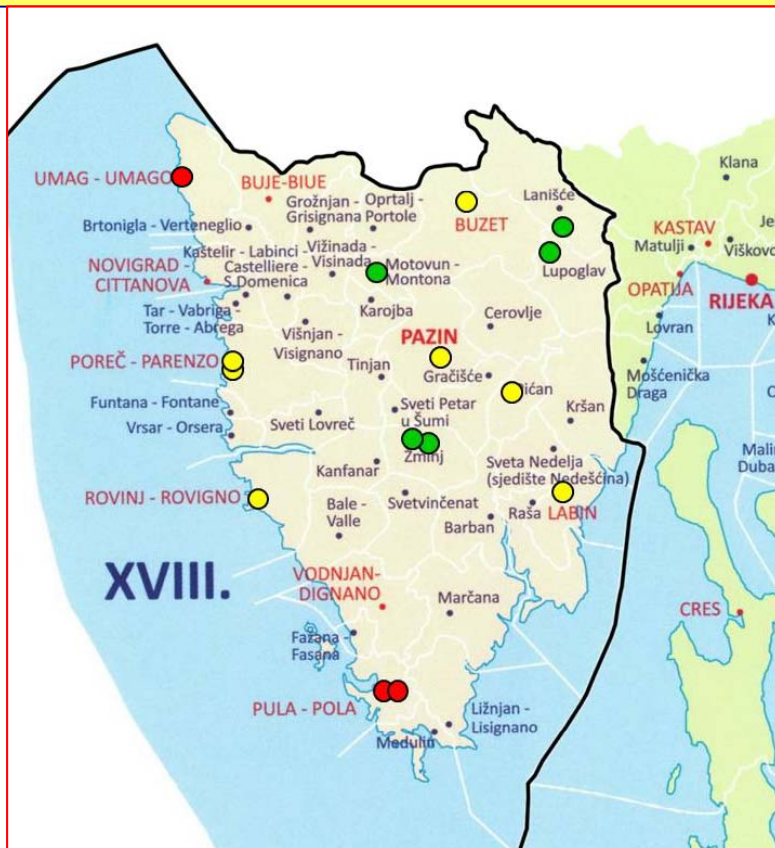 Klana
UMAG - UMAGO
BUJE-BIUE
Grožnjan -
Grisignana
Oprtalj -
Portole
Lanišće
BUZET
KASTAV
Matulji
Viškovo
Brtonigla - Verteneglio
Kaštelir - Labinci -
Castelliere -
S.Domenica
Vižinada -
Visinada
Motovun -
Montona
Lupoglav
NOVIGRAD -
CITTANOVA
OPATIJA
RIJEKA
Tar - Vabriga -
Torre - Abrega
Karojba
Cerovlje
Lovran
Višnjan -
Visignano
PAZIN
POREČ - PARENZO
Tinjan
Gračišće
Pićan
Mošćenička
Draga
Funtana - Fontane
Vrsar - Orsera
Sveti Lovreč
Sveti Petar
u Šumi
Kršan
Žminj
Kanfanar
Sveta Nedelja
(sjedište Nedešćina)
ROVINJ - ROVIGNO
Bale -
Valle
Svetvinčenat
Barban
Raša
LABIN
XVIII.
VODNJAN-
DIGNANO
Marčana
CRES
Fažana -
Fasana
PULA - POLA
Ližnjan -
Lisignano
Medulin